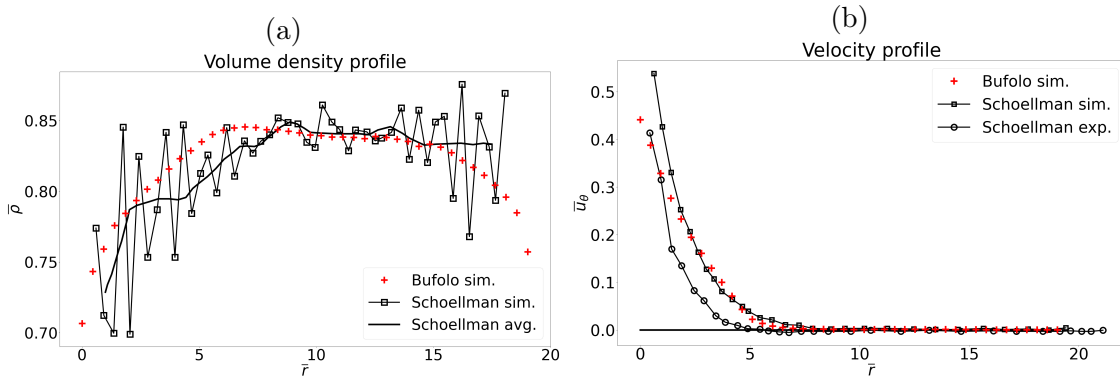 (a)
Volume density profile
0.85
0.80
0.75
0.70
ρ̅
0
5
10
15
20
r̅
Bufolo sim.
Schoellman sim.
Schoellman avg.
(b)
Velocity profile
0.5
0.4
0.3
0.2
0.1
0.0
u̅θ
0
5
10
15
20
r̅
Bufolo sim.
Schoellman sim.
Schoellman exp.